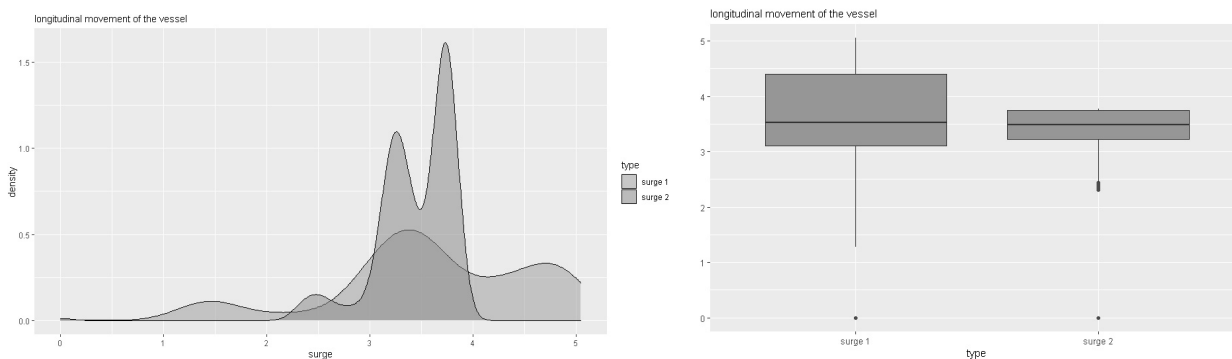 longitudinal movement of the vessel
1.5
1.0
0.5
0.0
density
0 1 2 3 4 5
surge
type
surge 1
surge 2
longitudinal movement of the vessel
5
4
3
2
1
0
surge 1 surge 2
type